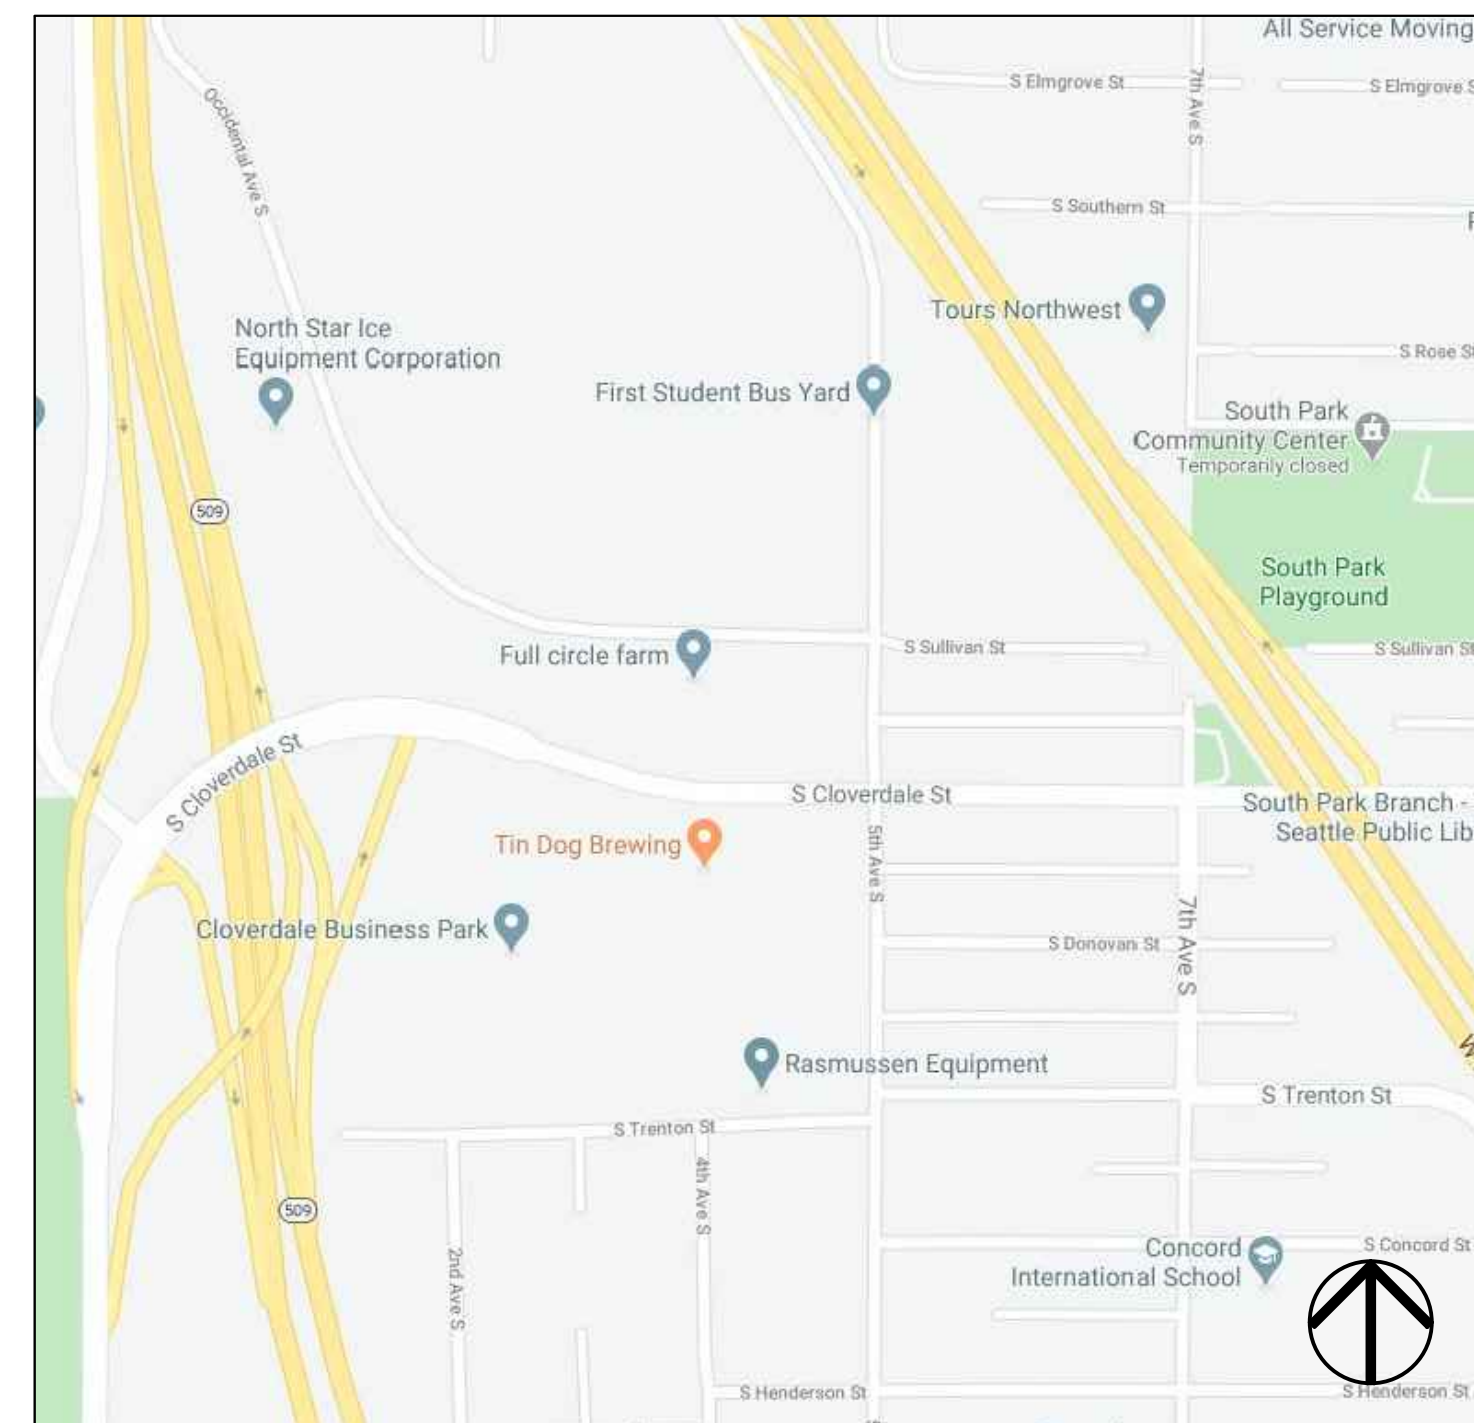 All Service Moving
S Elmgrove St
S Elmgrove S
7th Ave S
Occidental Ave S
S Southern St
Tours Northwest
North Star Ice
Equipment Corporation
S Rose St
First Student Bus Yard
South Park
Community Center
Temporarily closed
509
South Park
Playground
S Sullivan St
S Sullivan St
Full circle farm
S Cloverdale St
S Cloverdale St
South Park Branch -
Seattle Public Lib
Tin Dog Brewing
5th Ave S
7th Ave S
Cloverdale Business Park
S Donovan St
Rasmussen Equipment
S Trenton St
S Trenton St
4th Ave S
509
2nd Ave S
Concord
International School
S Concord St
S Henderson St
S Henderson St